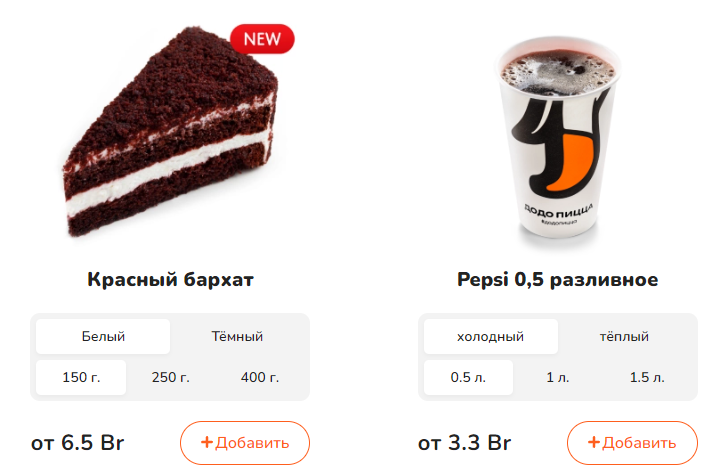 NEW
ДОДО ПИЦЦА
#додопицца
Красный бархат
Белый Тёмный
150 г. 250 г. 400 г.
от 6.5 Br
+Добавить
Pepsi 0,5 разливное
холодный тёплый
0.5 л. 1 л. 1.5 л.
от 3.3 Br
+Добавить